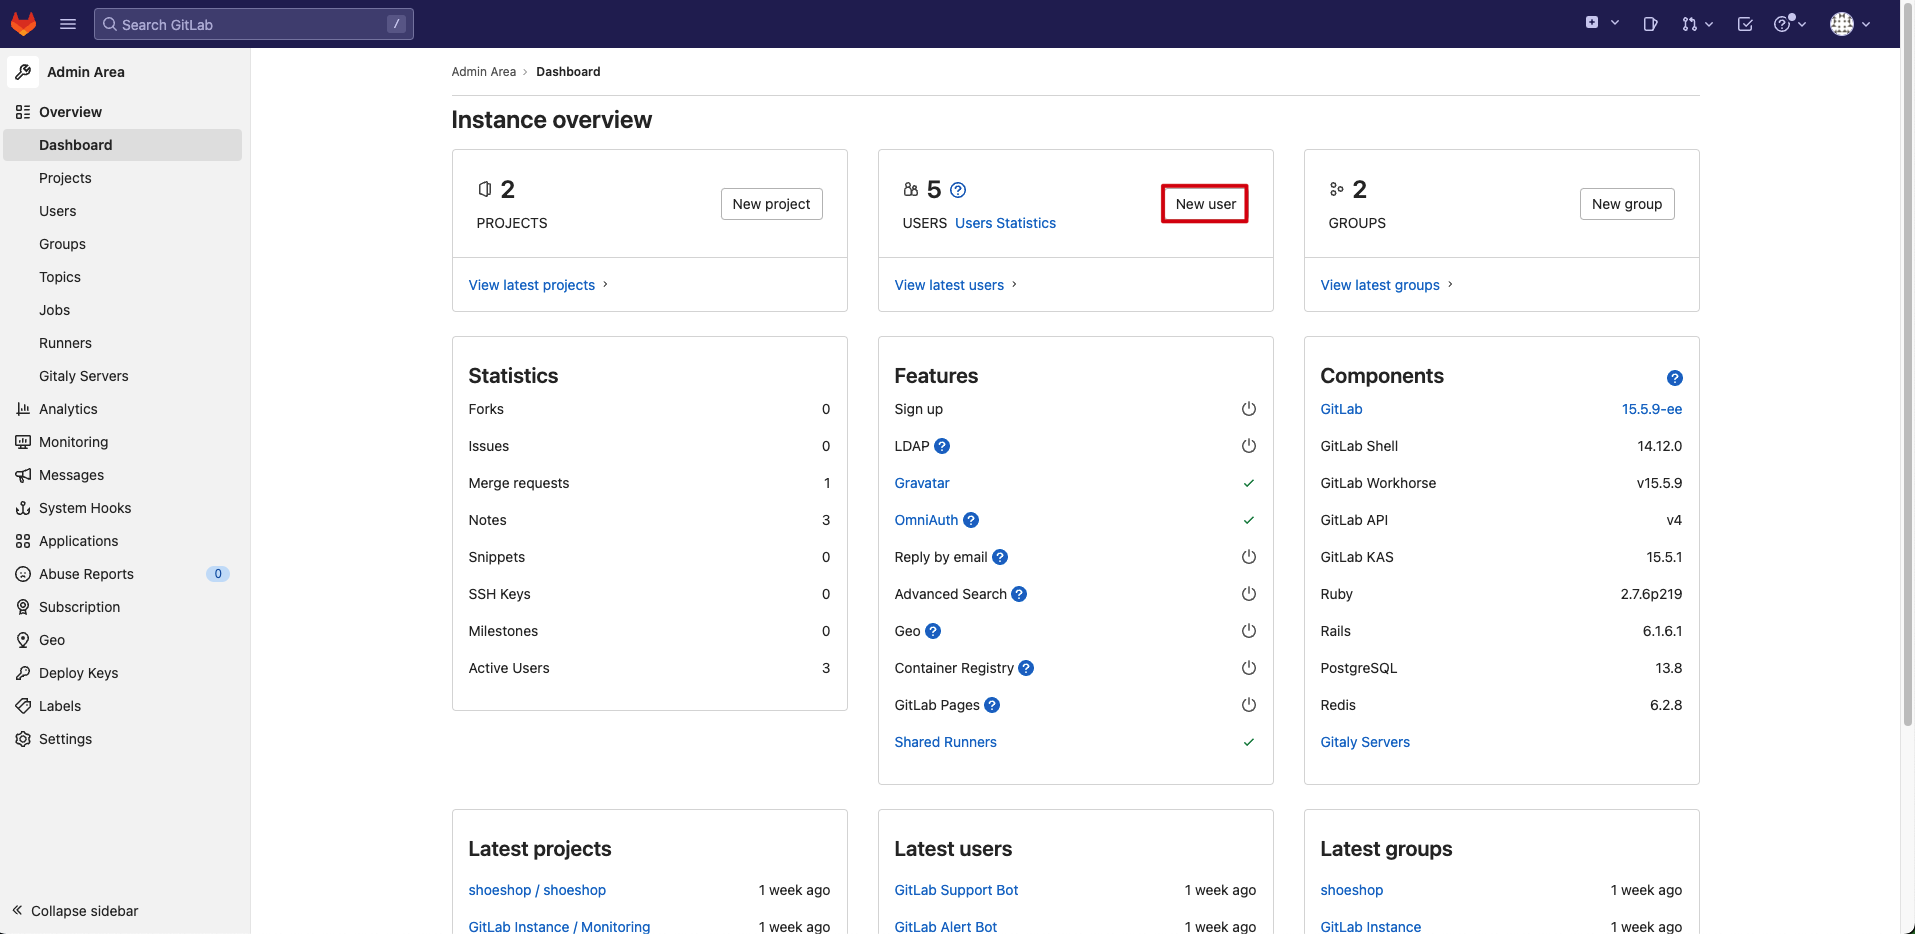 Search GitLab /
Admin Area
Overview
Dashboard
Projects
Users
Groups
Topics
Jobs
Runners
Gitaly Servers
Analytics
Monitoring
Messages
System Hooks
Applications
Abuse Reports 0
Subscription
Geo
Deploy Keys
Labels
Settings
Collapse sidebar
Admin Area > Dashboard
Instance overview
2
PROJECTS
New project
View latest projects
5
USERS Users Statistics
New user
View latest users
2
GROUPS
New group
View latest groups
Statistics
Forks 0
Issues 0
Merge requests 1
Notes 3
Snippets 0
SSH Keys 0
Milestones 0
Active Users 3
Features
Sign up
LDAP
Gravatar
OmniAuth
Reply by email
Advanced Search
Geo
Container Registry
GitLab Pages
Shared Runners
Components
GitLab 15.5.9-ee
GitLab Shell 14.12.0
GitLab Workhorse v15.5.9
GitLab API v4
GitLab KAS 15.5.1
Ruby 2.7.6p219
Rails 6.1.6.1
PostgreSQL 13.8
Redis 6.2.8
Gitaly Servers
Latest projects
shoeshop / shoeshop 1 week ago
GitLab Instance / Monitoring 1 week ago
Latest users
GitLab Support Bot 1 week ago
GitLab Alert Bot 1 week ago
Latest groups
shoeshop 1 week ago
GitLab Instance 1 week ago